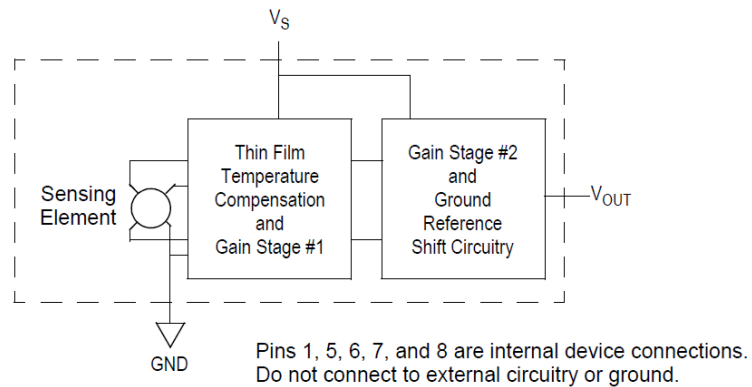 V_S
Thin Film
Temperature
Compensation
and
Gain Stage #1
Gain Stage #2
and
Ground
Reference
Shift Circuitry
Sensing
Element
V_OUT
GND
Pins 1, 5, 6, 7, and 8 are internal device connections.
Do not connect to external circuitry or ground.